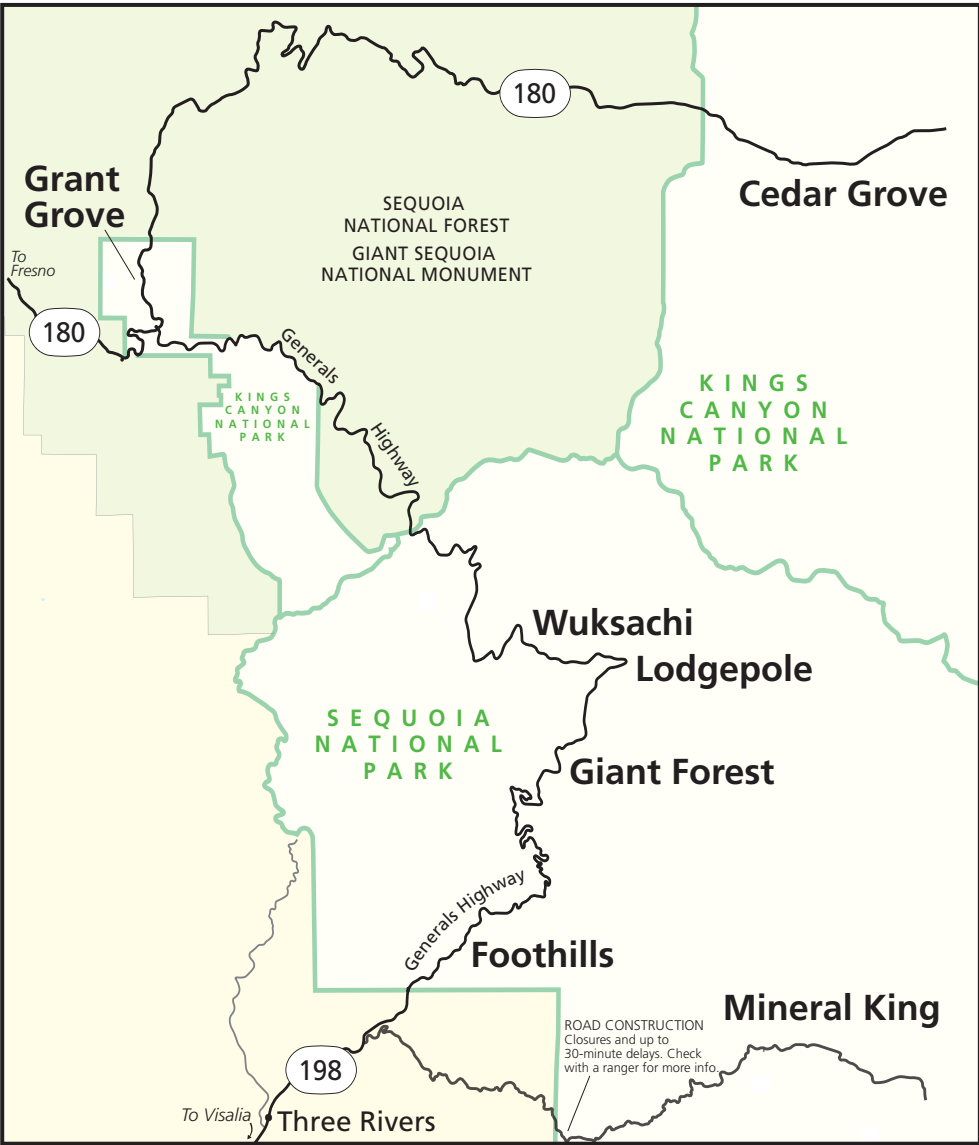 180
Grant
Grove
Cedar Grove
SEQUOIA
NATIONAL FOREST
GIANT SEQUOIA
NATIONAL MONUMENT
To
Fresno
180
Generals
Highway
KINGS
CANYON
NATIONAL
PARK
KINGS
CANYON
NATIONAL
PARK
Wuksachi
Lodgepole
SEQUOIA
NATIONAL
PARK
Giant Forest
Generals Highway
Foothills
Mineral King
ROAD CONSTRUCTION
Closures and up to
30-minute delays. Check
with a ranger for more info.
198
To Visalia
Three Rivers